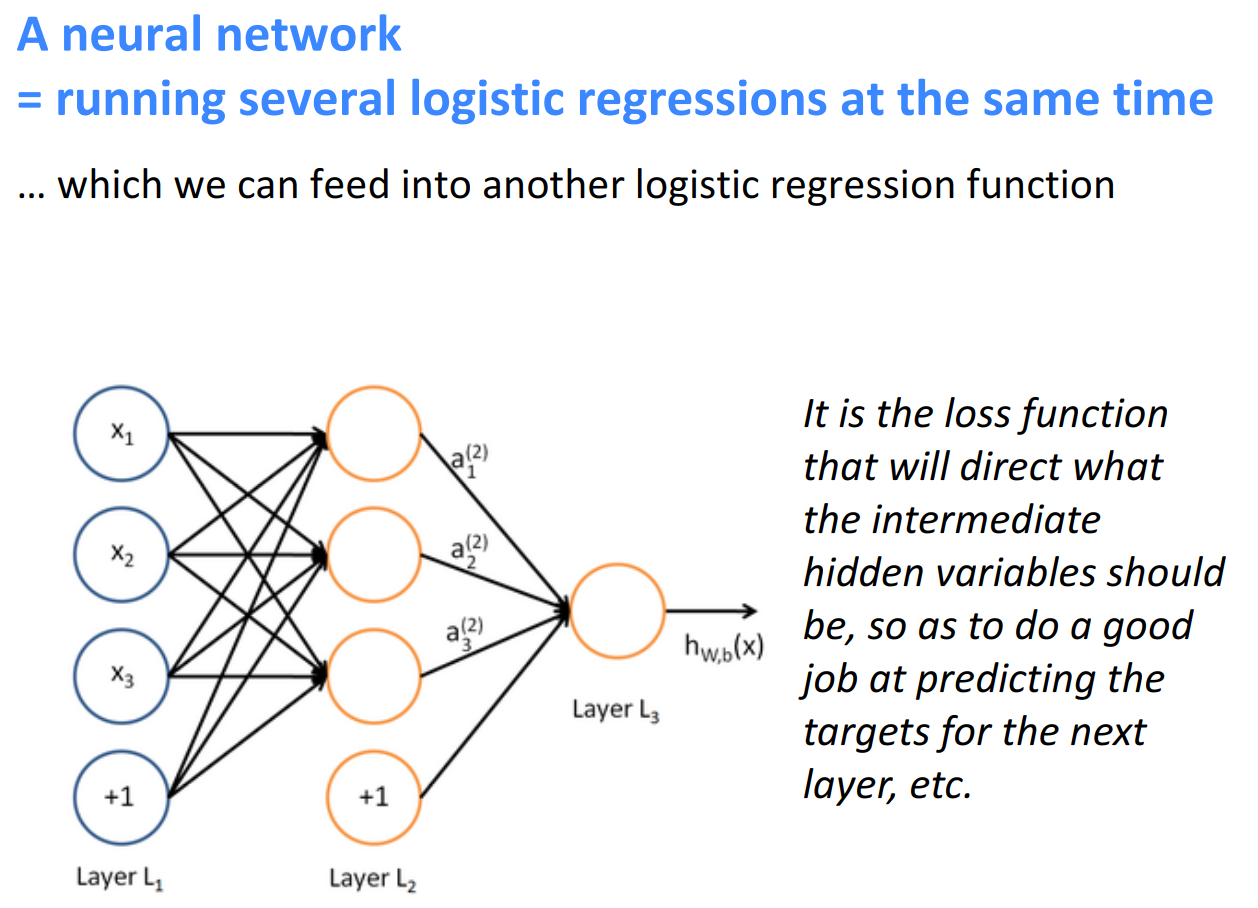 A neural network
= running several logistic regressions at the same time
… which we can feed into another logistic regression function
x₁
x₂
x₃
+1
Layer L₁
+1
Layer L₂
a₁⁽²⁾
a₂⁽²⁾
a₃⁽²⁾
Layer L₃
h_W,b(x)
It is the loss function
that will direct what
the intermediate
hidden variables should
be, so as to do a good
job at predicting the
targets for the next
layer, etc.